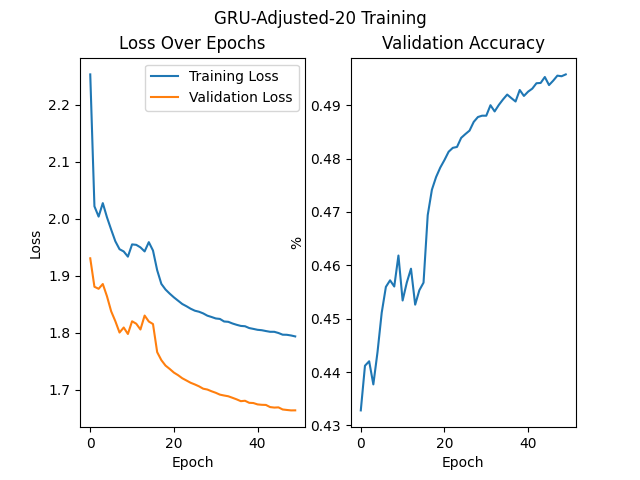 GRU-Adjusted-20 Training
Loss Over Epochs
Training Loss
Validation Loss
2.2
2.1
2.0
1.9
1.8
1.7
Loss
0 20 40
Epoch
Validation Accuracy
0.49
0.48
0.47
0.46
0.45
0.44
0.43
%
0 20 40
Epoch